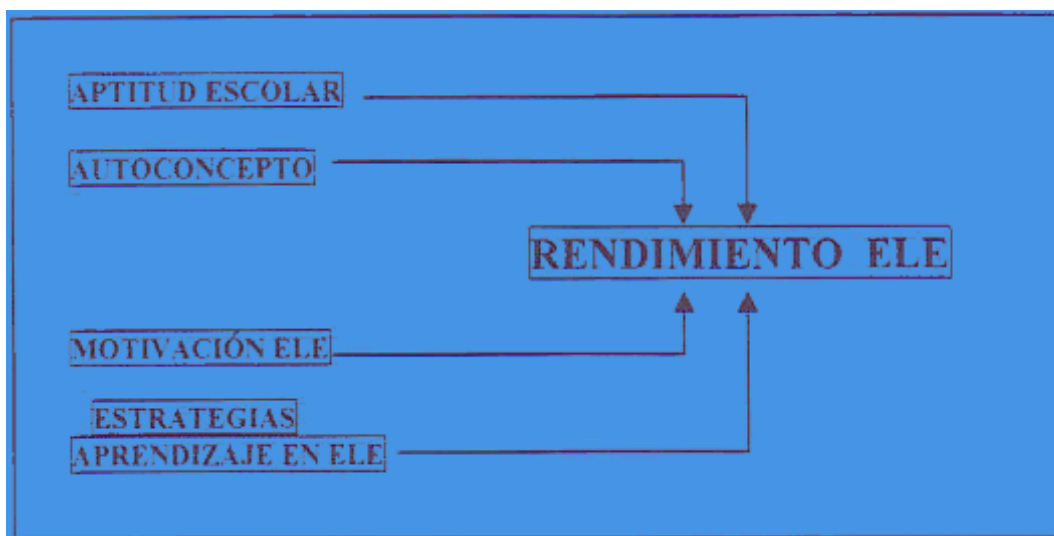 APTITUD ESCOLAR
AUTOCONCEPTO
RENDIMIENTO ELE
MOTIVACIÓN ELE
ESTRATEGIAS
APRENDIZAJE EN ELE